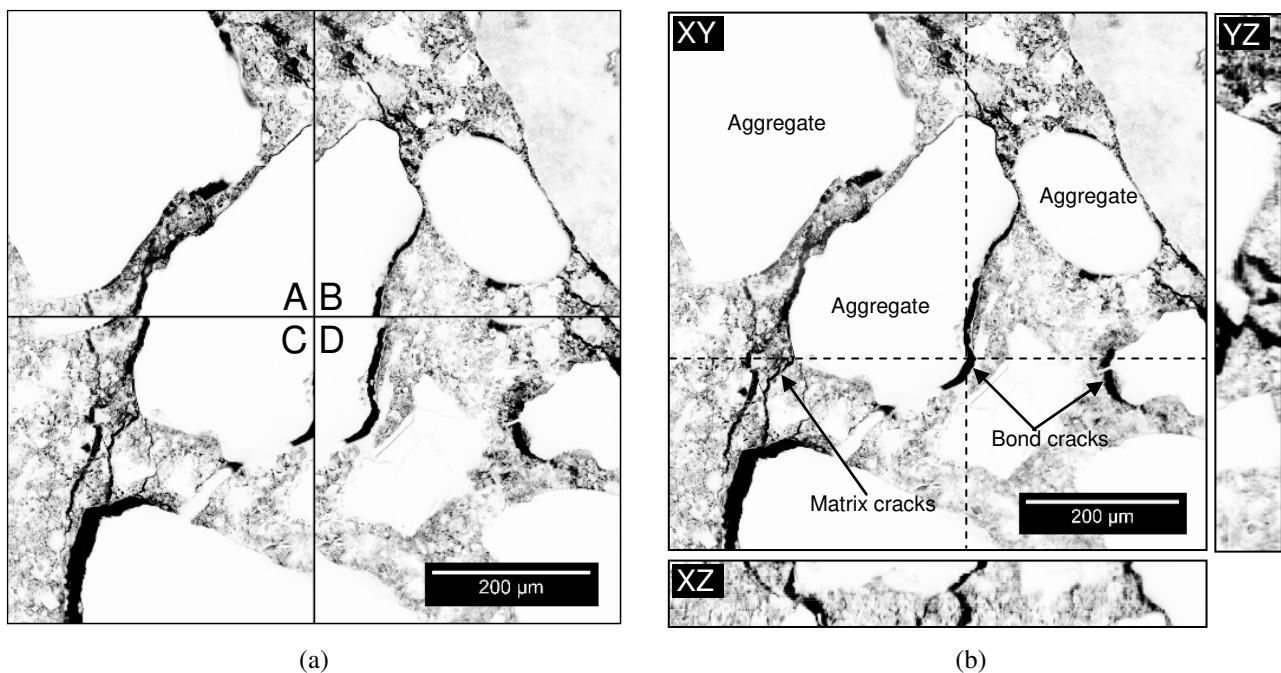 A B
C D
200 µm
(a)
XY
YZ
Aggregate
Aggregate
Aggregate
Bond cracks
Matrix cracks
200 µm
XZ
(b)